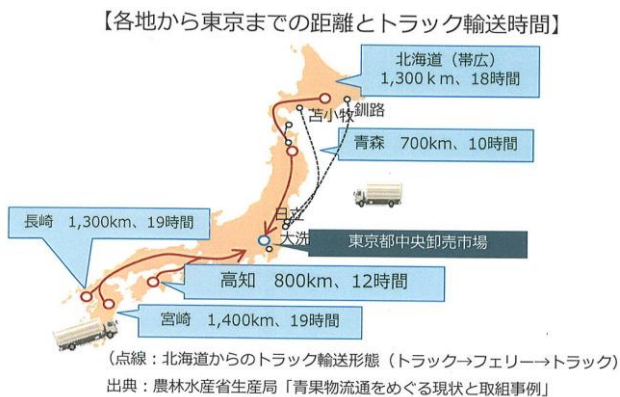 【各地から東京までの距離とトラック輸送時間】
北海道（帯広）
1,300ｋｍ、18時間
釧路
苫小牧
青森　700km、10時間
日立
長崎　1,300km、19時間
大洗
東京都中央卸売市場
高知　800km、12時間
宮崎　1,400km、19時間
（点線：北海道からのトラック輸送形態（トラック→フェリー→トラック）
出典：農林水産省生産局「青果物流通をめぐる現状と取組事例」